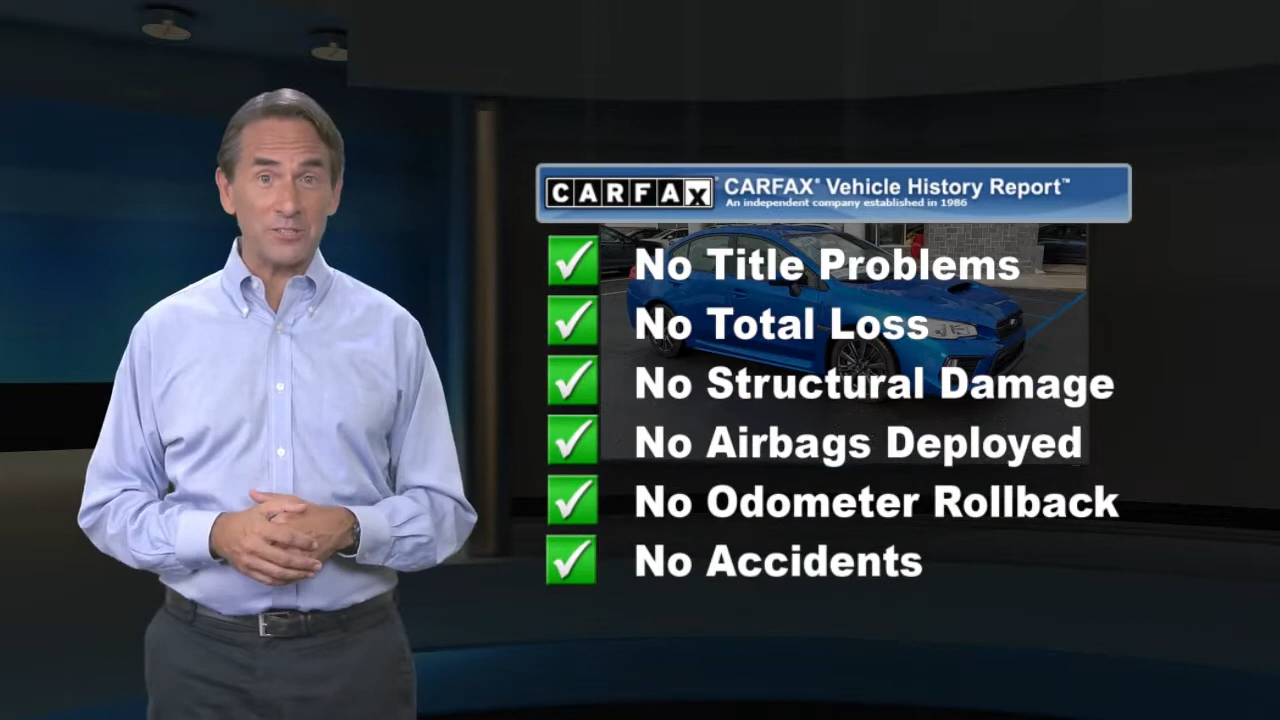 CARFAX
CARFAX® Vehicle History Report™
An independent company established in 1986
No Title Problems
No Total Loss
No Structural Damage
No Airbags Deployed
No Odometer Rollback
No Accidents